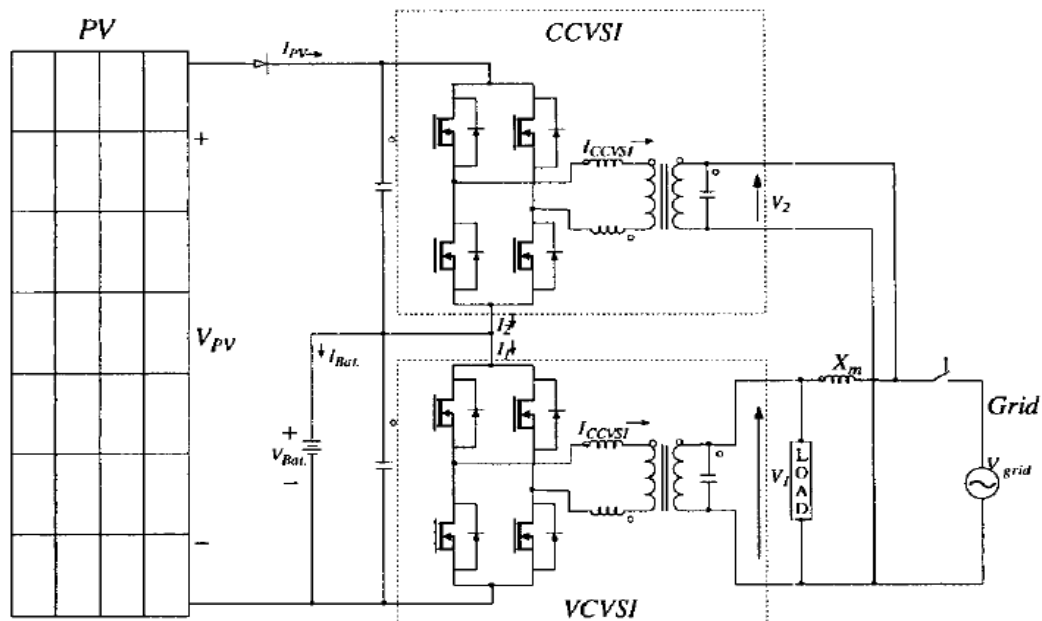 PV
CCVSI
I_PV
+
I_CCVSI
V_2
V_PV
I_2
I_1
I_Bat.
X_m
Grid
+
V_Bat.
−
I_CCVSI
V_1
LOAD
V_grid
−
VCVSI